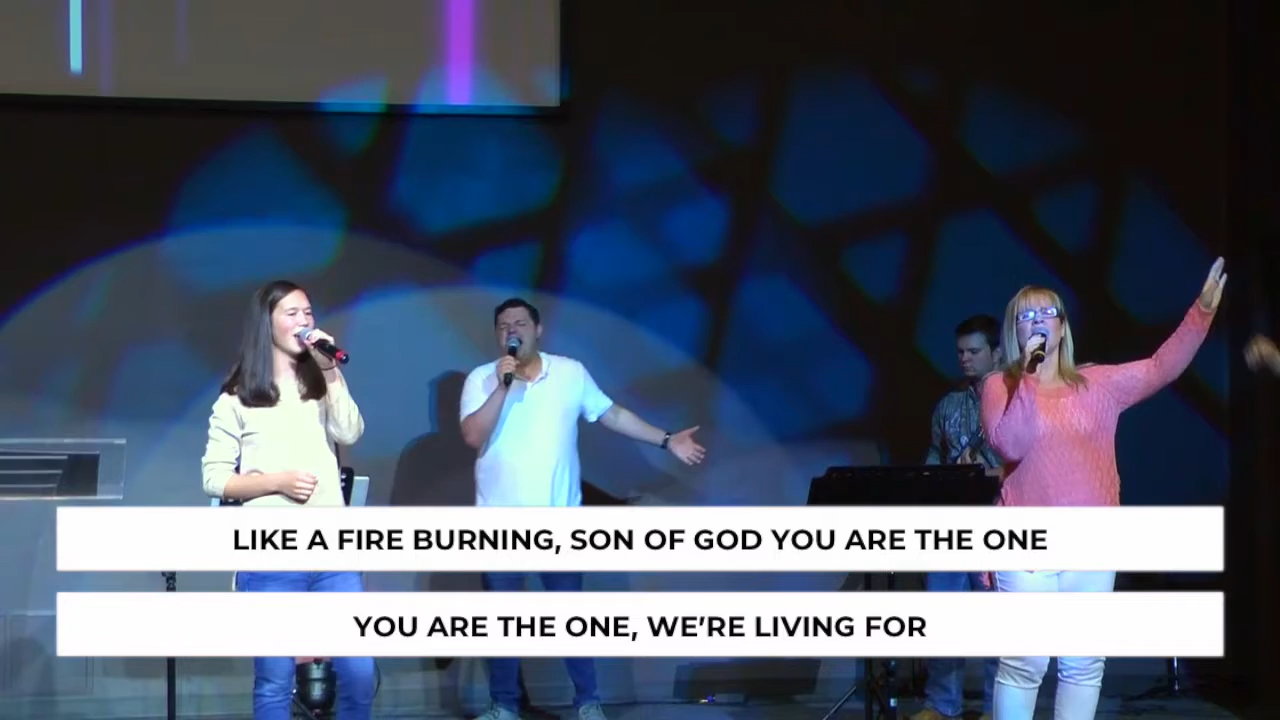 LIKE A FIRE BURNING, SON OF GOD YOU ARE THE ONE
YOU ARE THE ONE, WE'RE LIVING FOR